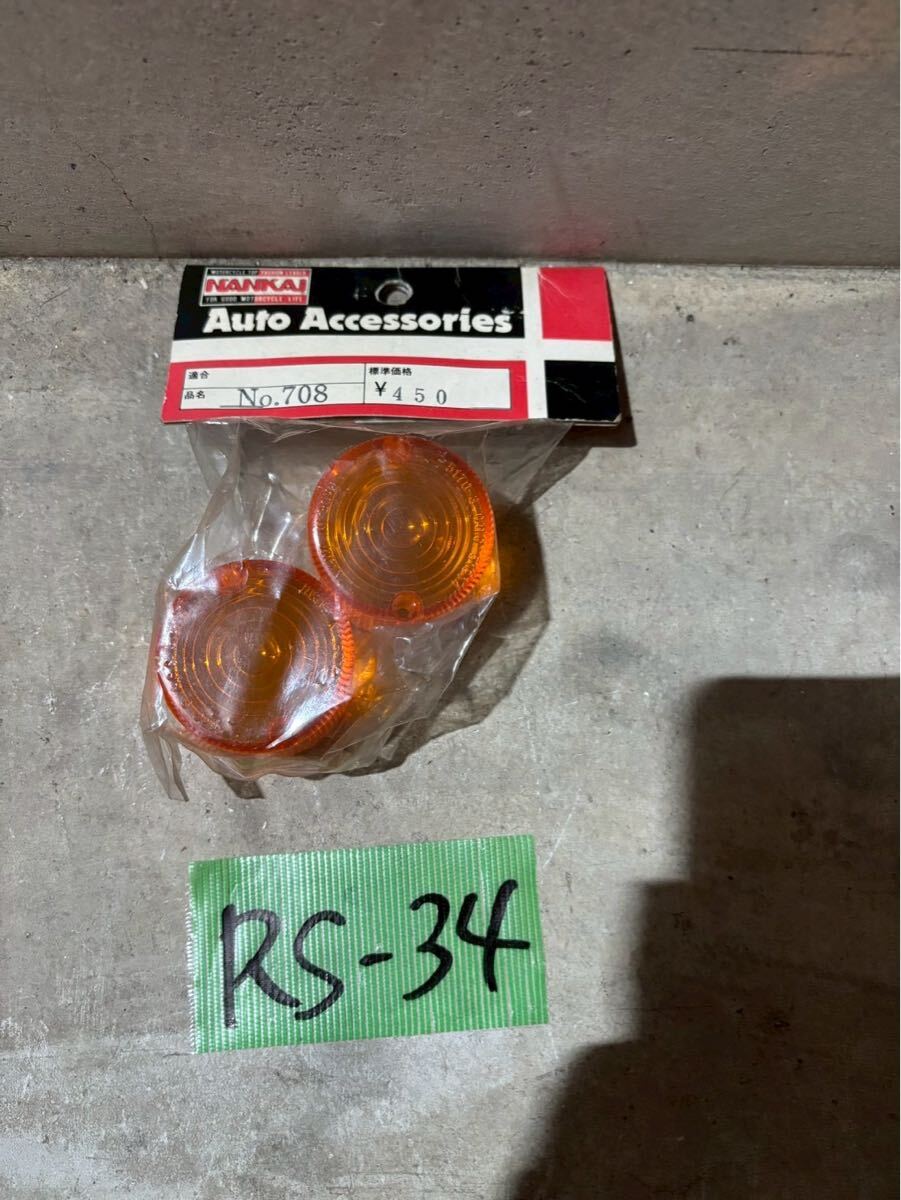 MOTORCYCLE TOP FASHION LEADER
NANKAI
FOR GOOD MOTORCYCLE LIFE
Auto Accessories
適合 標準価格
品名 No.708 ¥450
RS-34